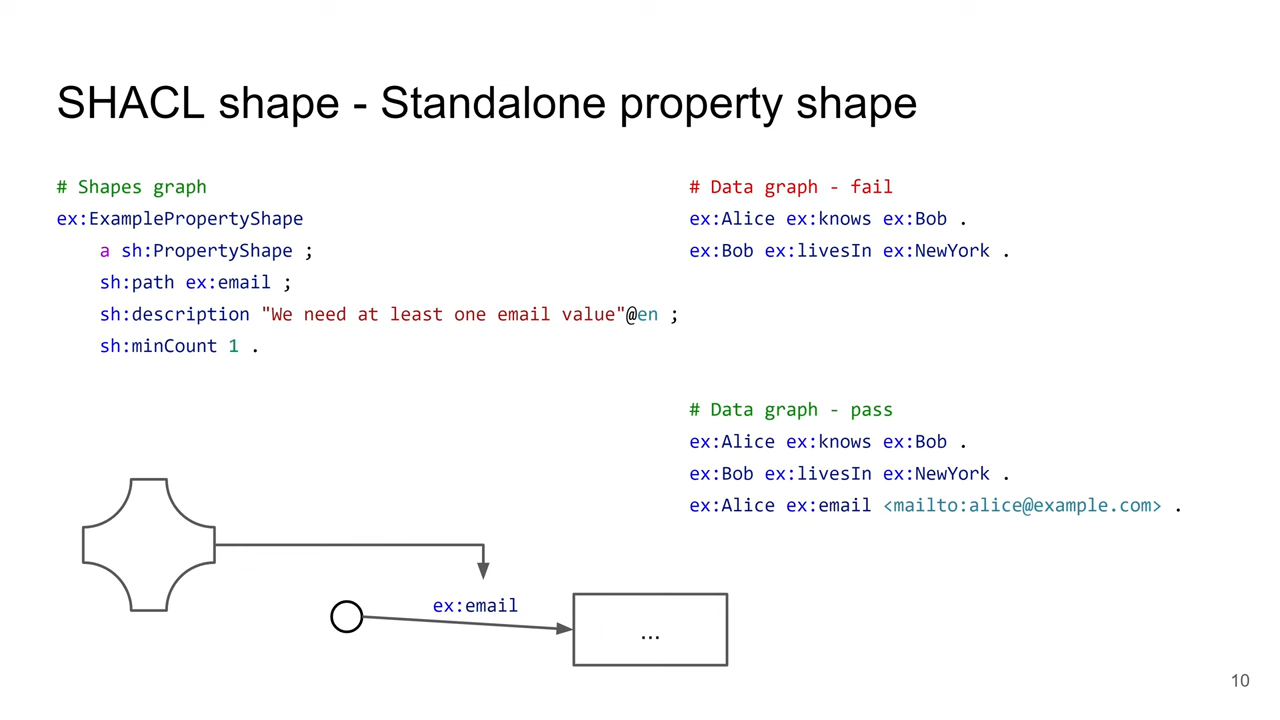 SHACL shape - Standalone property shape
# Shapes graph
ex:ExamplePropertyShape
    a sh:PropertyShape ;
    sh:path ex:email ;
    sh:description "We need at least one email value"@en ;
    sh:minCount 1 .
# Data graph - fail
ex:Alice ex:knows ex:Bob .
ex:Bob ex:livesIn ex:NewYork .
# Data graph - pass
ex:Alice ex:knows ex:Bob .
ex:Bob ex:livesIn ex:NewYork .
ex:Alice ex:email <mailto:alice@example.com> .
ex:email
...
10